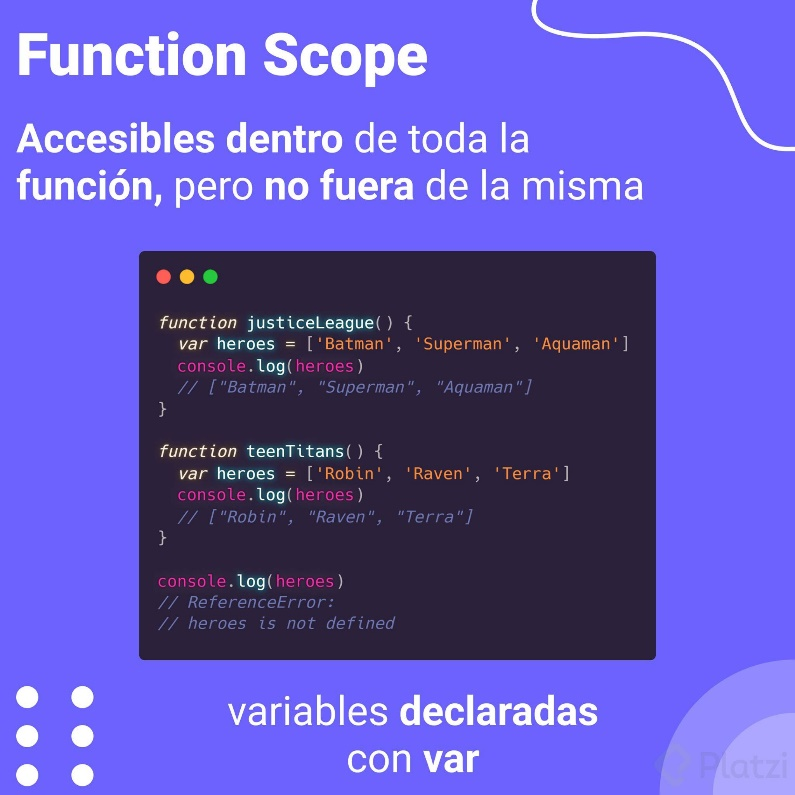 Function Scope
Accesibles dentro de toda la
función, pero no fuera de la misma
function justiceLeague() {
  var heroes = ['Batman', 'Superman', 'Aquaman']
  console.log(heroes)
  // ["Batman", "Superman", "Aquaman"]
}
function teenTitans() {
  var heroes = ['Robin', 'Raven', 'Terra']
  console.log(heroes)
  // ["Robin", "Raven", "Terra"]
}
console.log(heroes)
// ReferenceError:
// heroes is not defined
variables declaradas
con var
Platzi